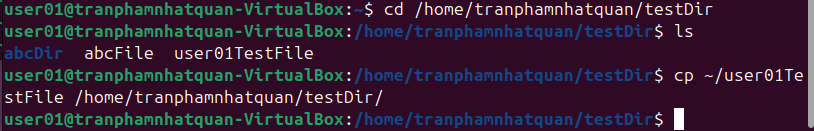 user01@tranphamnhatquan-VirtualBox:~$ cd /home/tranphamnhatquan/testDir
user01@tranphamnhatquan-VirtualBox:/home/tranphamnhatquan/testDir$ ls
abcDir  abcFile  user01TestFile
user01@tranphamnhatquan-VirtualBox:/home/tranphamnhatquan/testDir$ cp ~/user01Te
stFile /home/tranphamnhatquan/testDir/
user01@tranphamnhatquan-VirtualBox:/home/tranphamnhatquan/testDir$